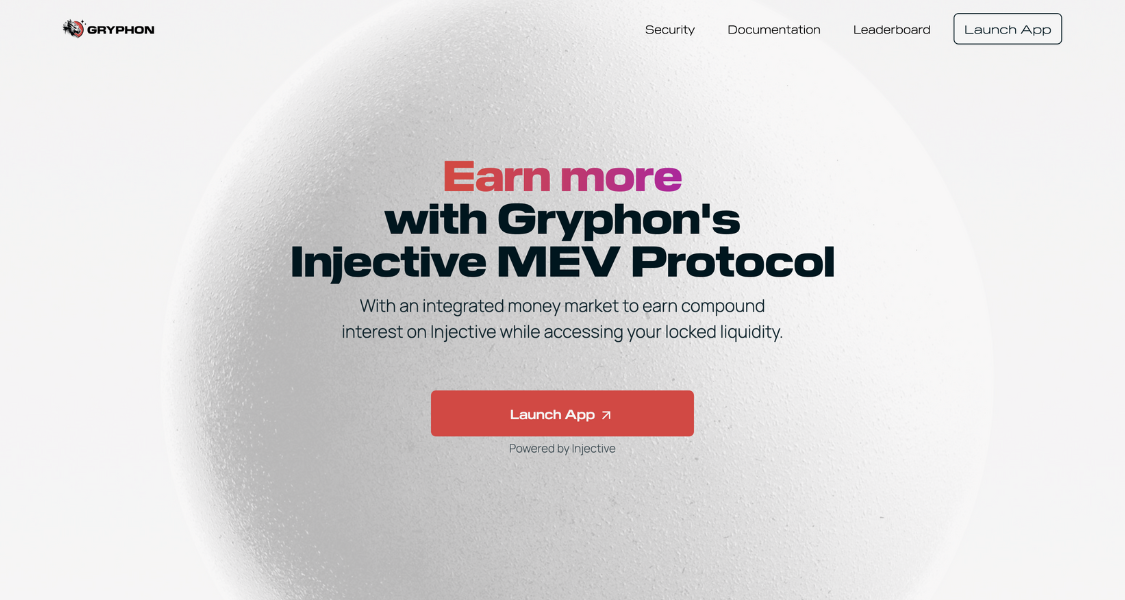 GRYPHON
Security
Documentation
Leaderboard
Launch App
Earn more
with Gryphon's
Injective MEV Protocol
With an integrated money market to earn compound
interest on Injective while accessing your locked liquidity.
Launch App ↗
Powered by Injective